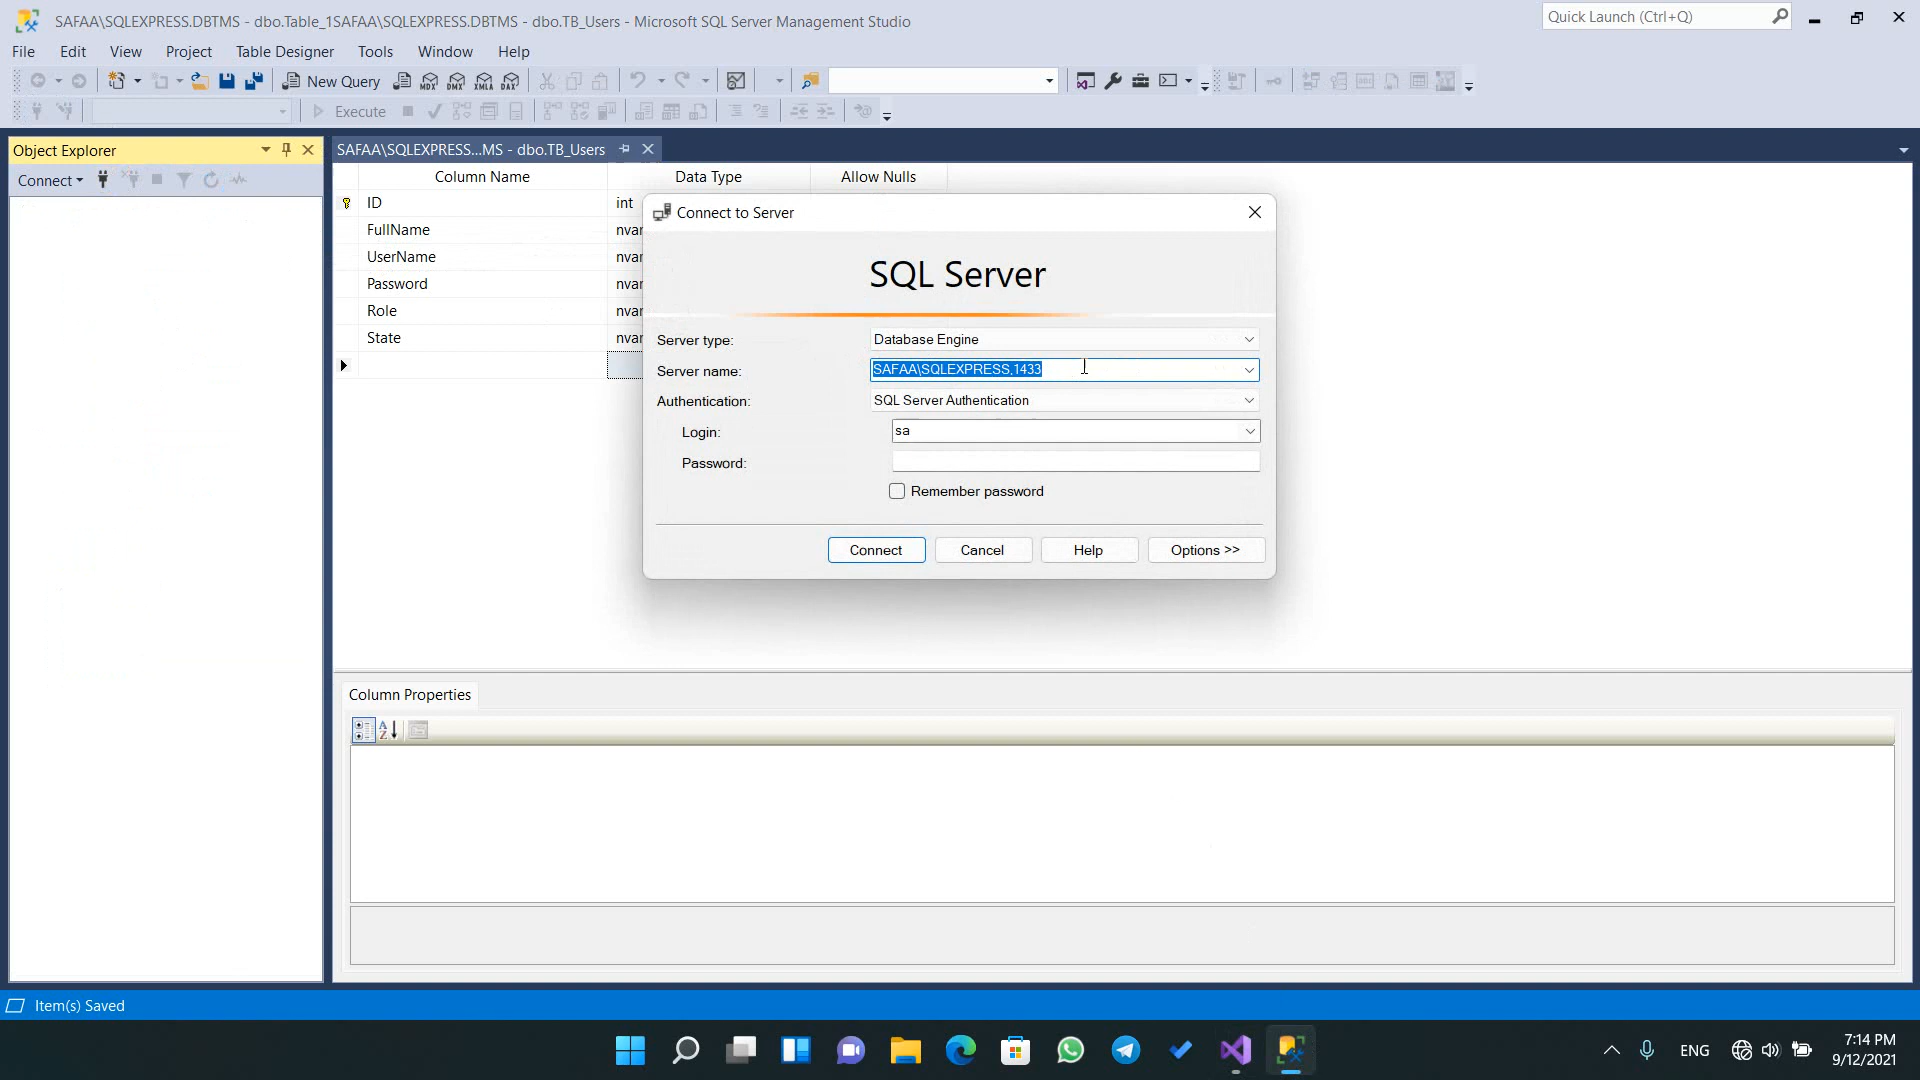 SAFAA\SQLEXPRESS.DBTMS - dbo.Table_1SAFAA\SQLEXPRESS.DBTMS - dbo.TB_Users - Microsoft SQL Server Management Studio
Quick Launch (Ctrl+Q)
File Edit View Project Table Designer Tools Window Help
New Query MDX DMX XMLA DAX
Execute
Object Explorer
Connect
SAFAA\SQLEXPRESS...MS - dbo.TB_Users
Column Name Data Type Allow Nulls
ID int
FullName nvar
UserName nvar
Password nvar
Role nvar
State nvar
Connect to Server
SQL Server
Server type: Database Engine
Server name: SAFAA\SQLEXPRESS,1433
Authentication: SQL Server Authentication
Login: sa
Password:
Remember password
Connect Cancel Help Options >>
Column Properties
Item(s) Saved
ENG
7:14 PM
9/12/2021